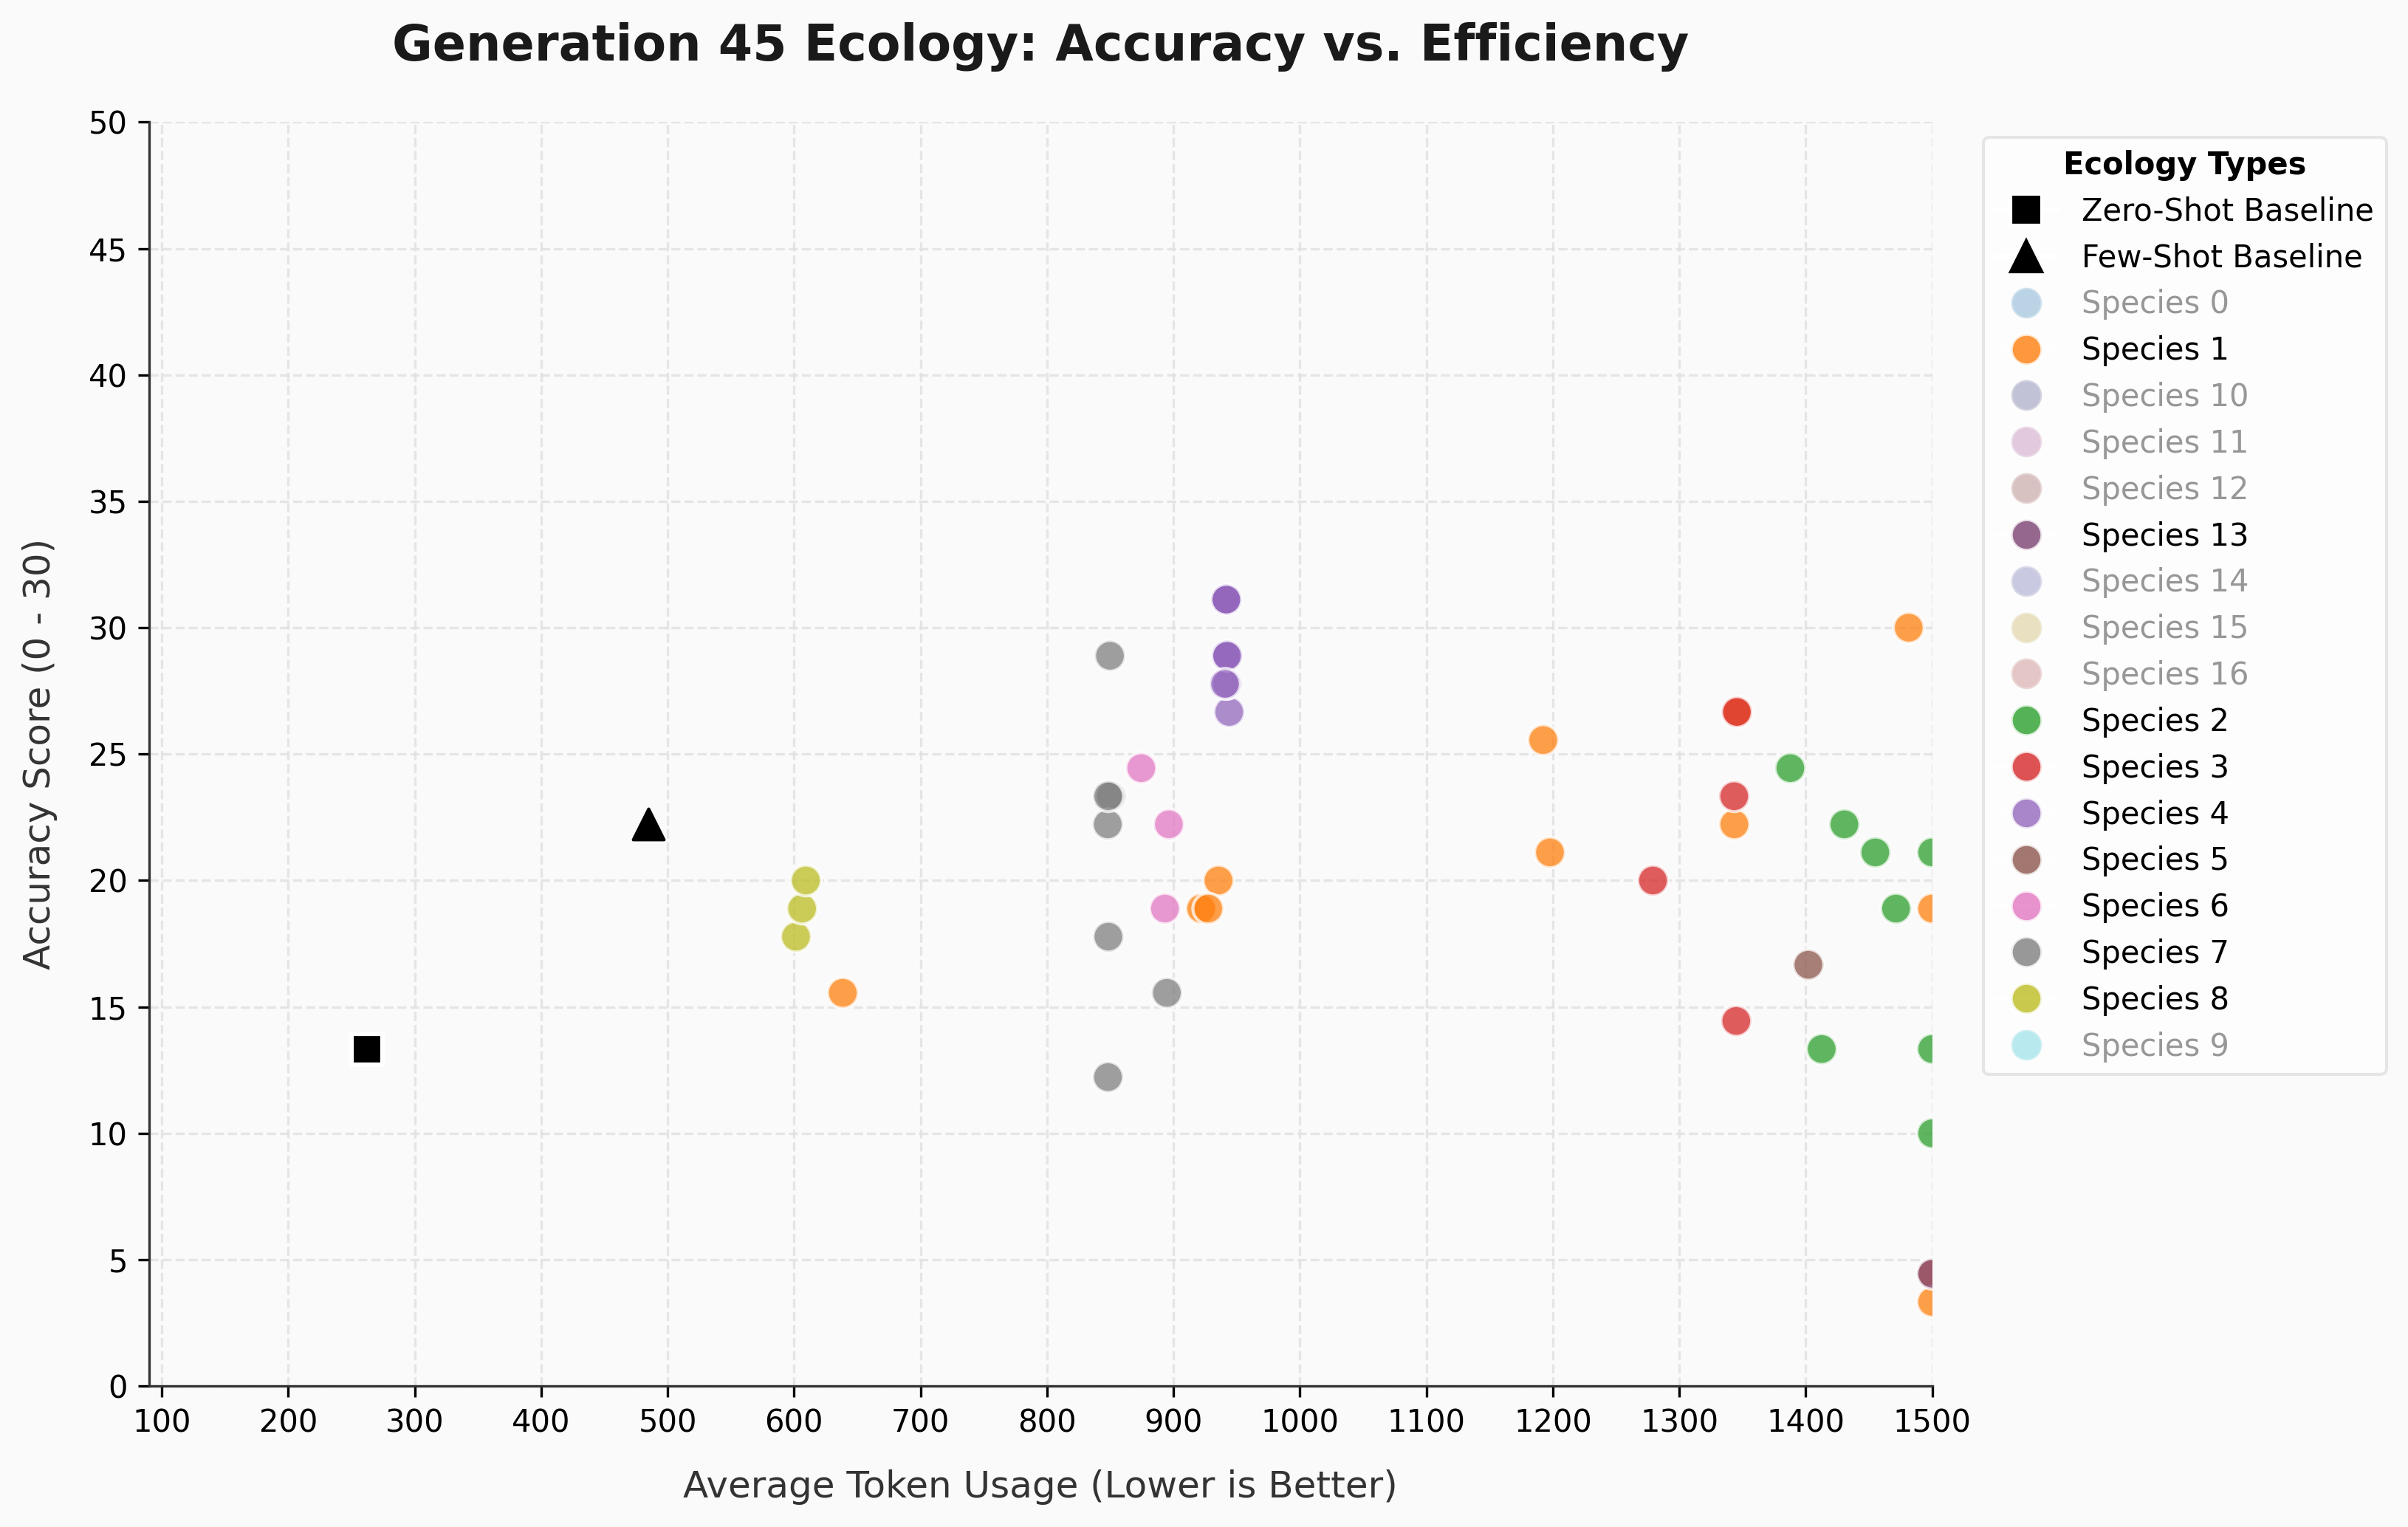 Generation 45 Ecology: Accuracy vs. Efficiency
50
45
40
35
30
25
20
15
10
5
0
Accuracy Score (0 - 30)
100 200 300 400 500 600 700 800 900 1000 1100 1200 1300 1400 1500
Average Token Usage (Lower is Better)
Ecology Types
Zero-Shot Baseline
Few-Shot Baseline
Species 0
Species 1
Species 10
Species 11
Species 12
Species 13
Species 14
Species 15
Species 16
Species 2
Species 3
Species 4
Species 5
Species 6
Species 7
Species 8
Species 9